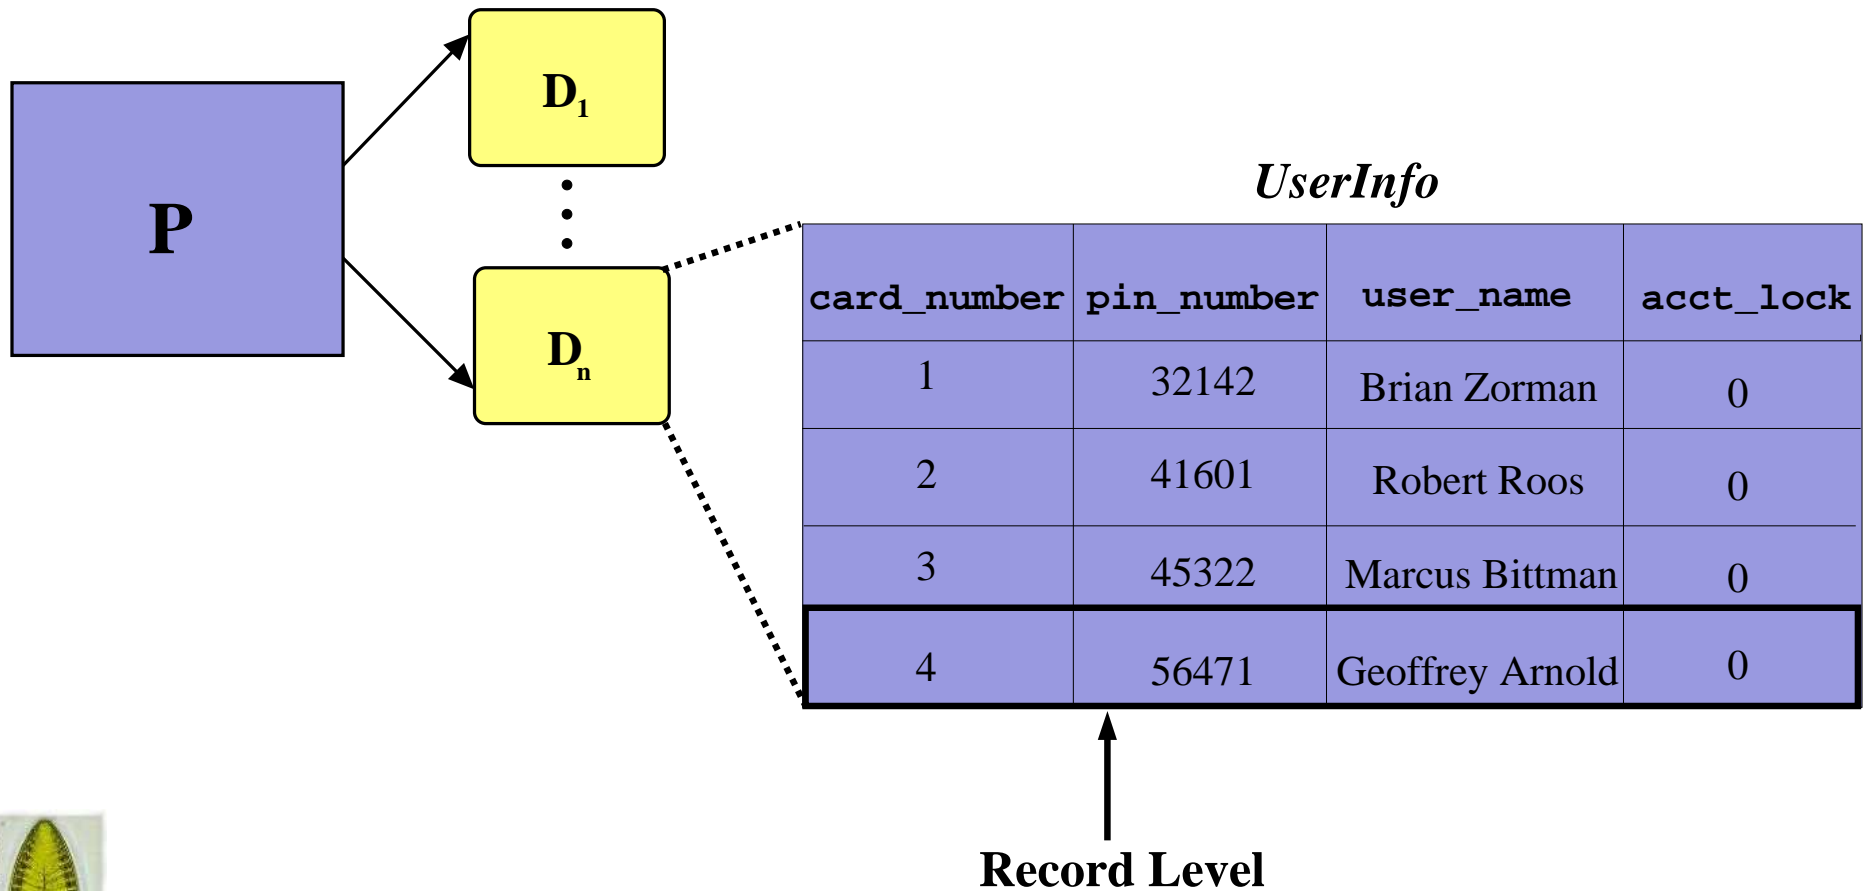 P
D1
Dn
UserInfo
card_number pin_number user_name acct_lock
1 32142 Brian Zorman 0
2 41601 Robert Roos 0
3 45322 Marcus Bittman 0
4 56471 Geoffrey Arnold 0
Record Level